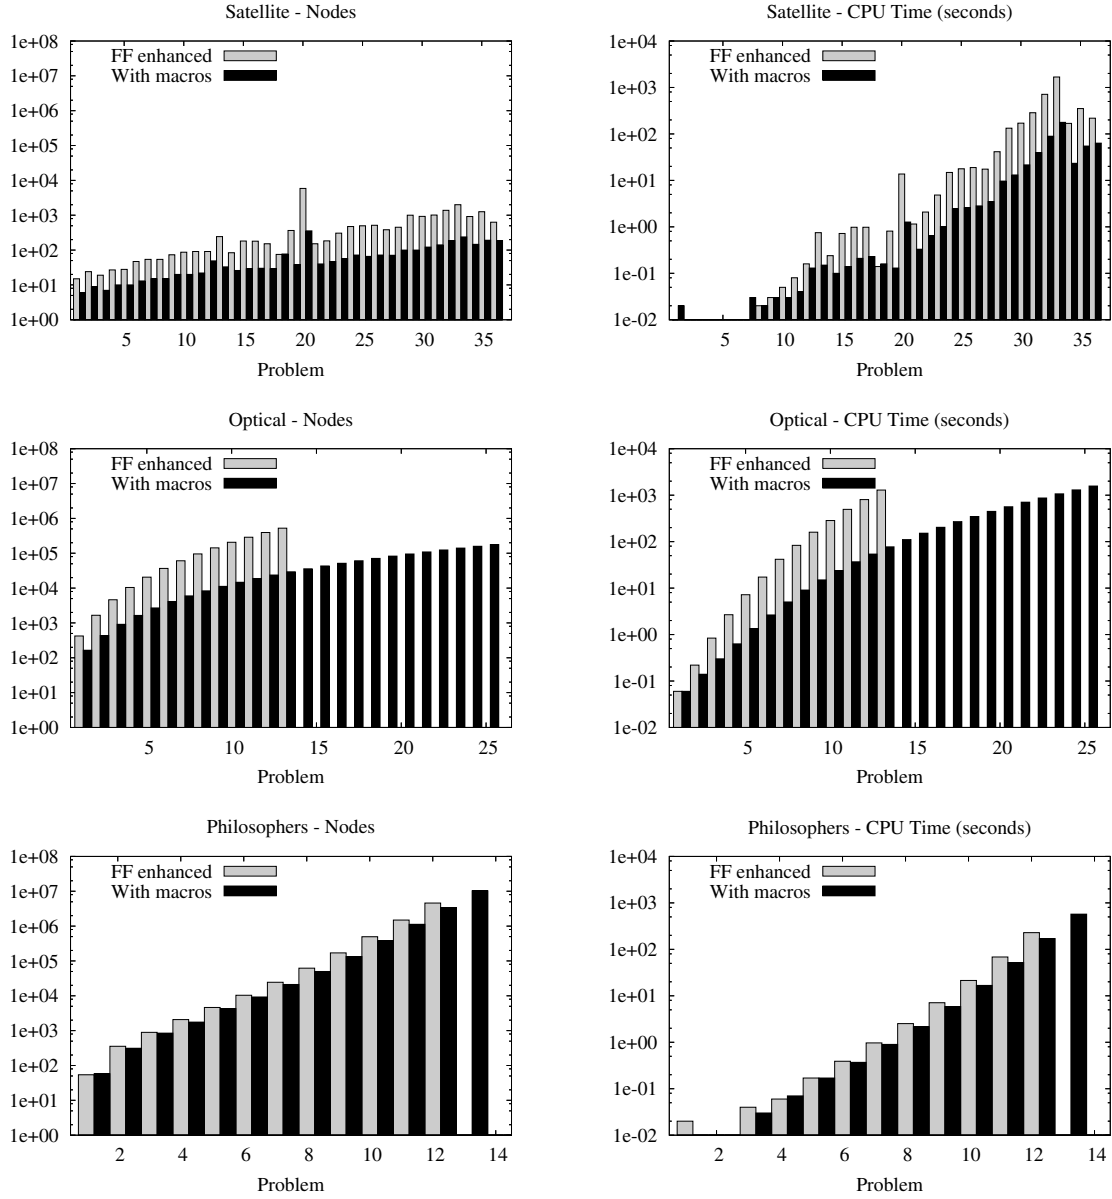 Satellite - Nodes
1e+08
1e+07
1e+06
1e+05
1e+04
1e+03
1e+02
1e+01
1e+00
FF enhanced
With macros
5 10 15 20 25 30 35
Problem
Satellite - CPU Time (seconds)
1e+04
1e+03
1e+02
1e+01
1e+00
1e-01
1e-02
FF enhanced
With macros
5 10 15 20 25 30 35
Problem
Optical - Nodes
1e+08
1e+07
1e+06
1e+05
1e+04
1e+03
1e+02
1e+01
1e+00
FF enhanced
With macros
5 10 15 20 25
Problem
Optical - CPU Time (seconds)
1e+04
1e+03
1e+02
1e+01
1e+00
1e-01
1e-02
FF enhanced
With macros
5 10 15 20 25
Problem
Philosophers - Nodes
1e+08
1e+07
1e+06
1e+05
1e+04
1e+03
1e+02
1e+01
1e+00
FF enhanced
With macros
2 4 6 8 10 12 14
Problem
Philosophers - CPU Time (seconds)
1e+04
1e+03
1e+02
1e+01
1e+00
1e-01
1e-02
FF enhanced
With macros
2 4 6 8 10 12 14
Problem